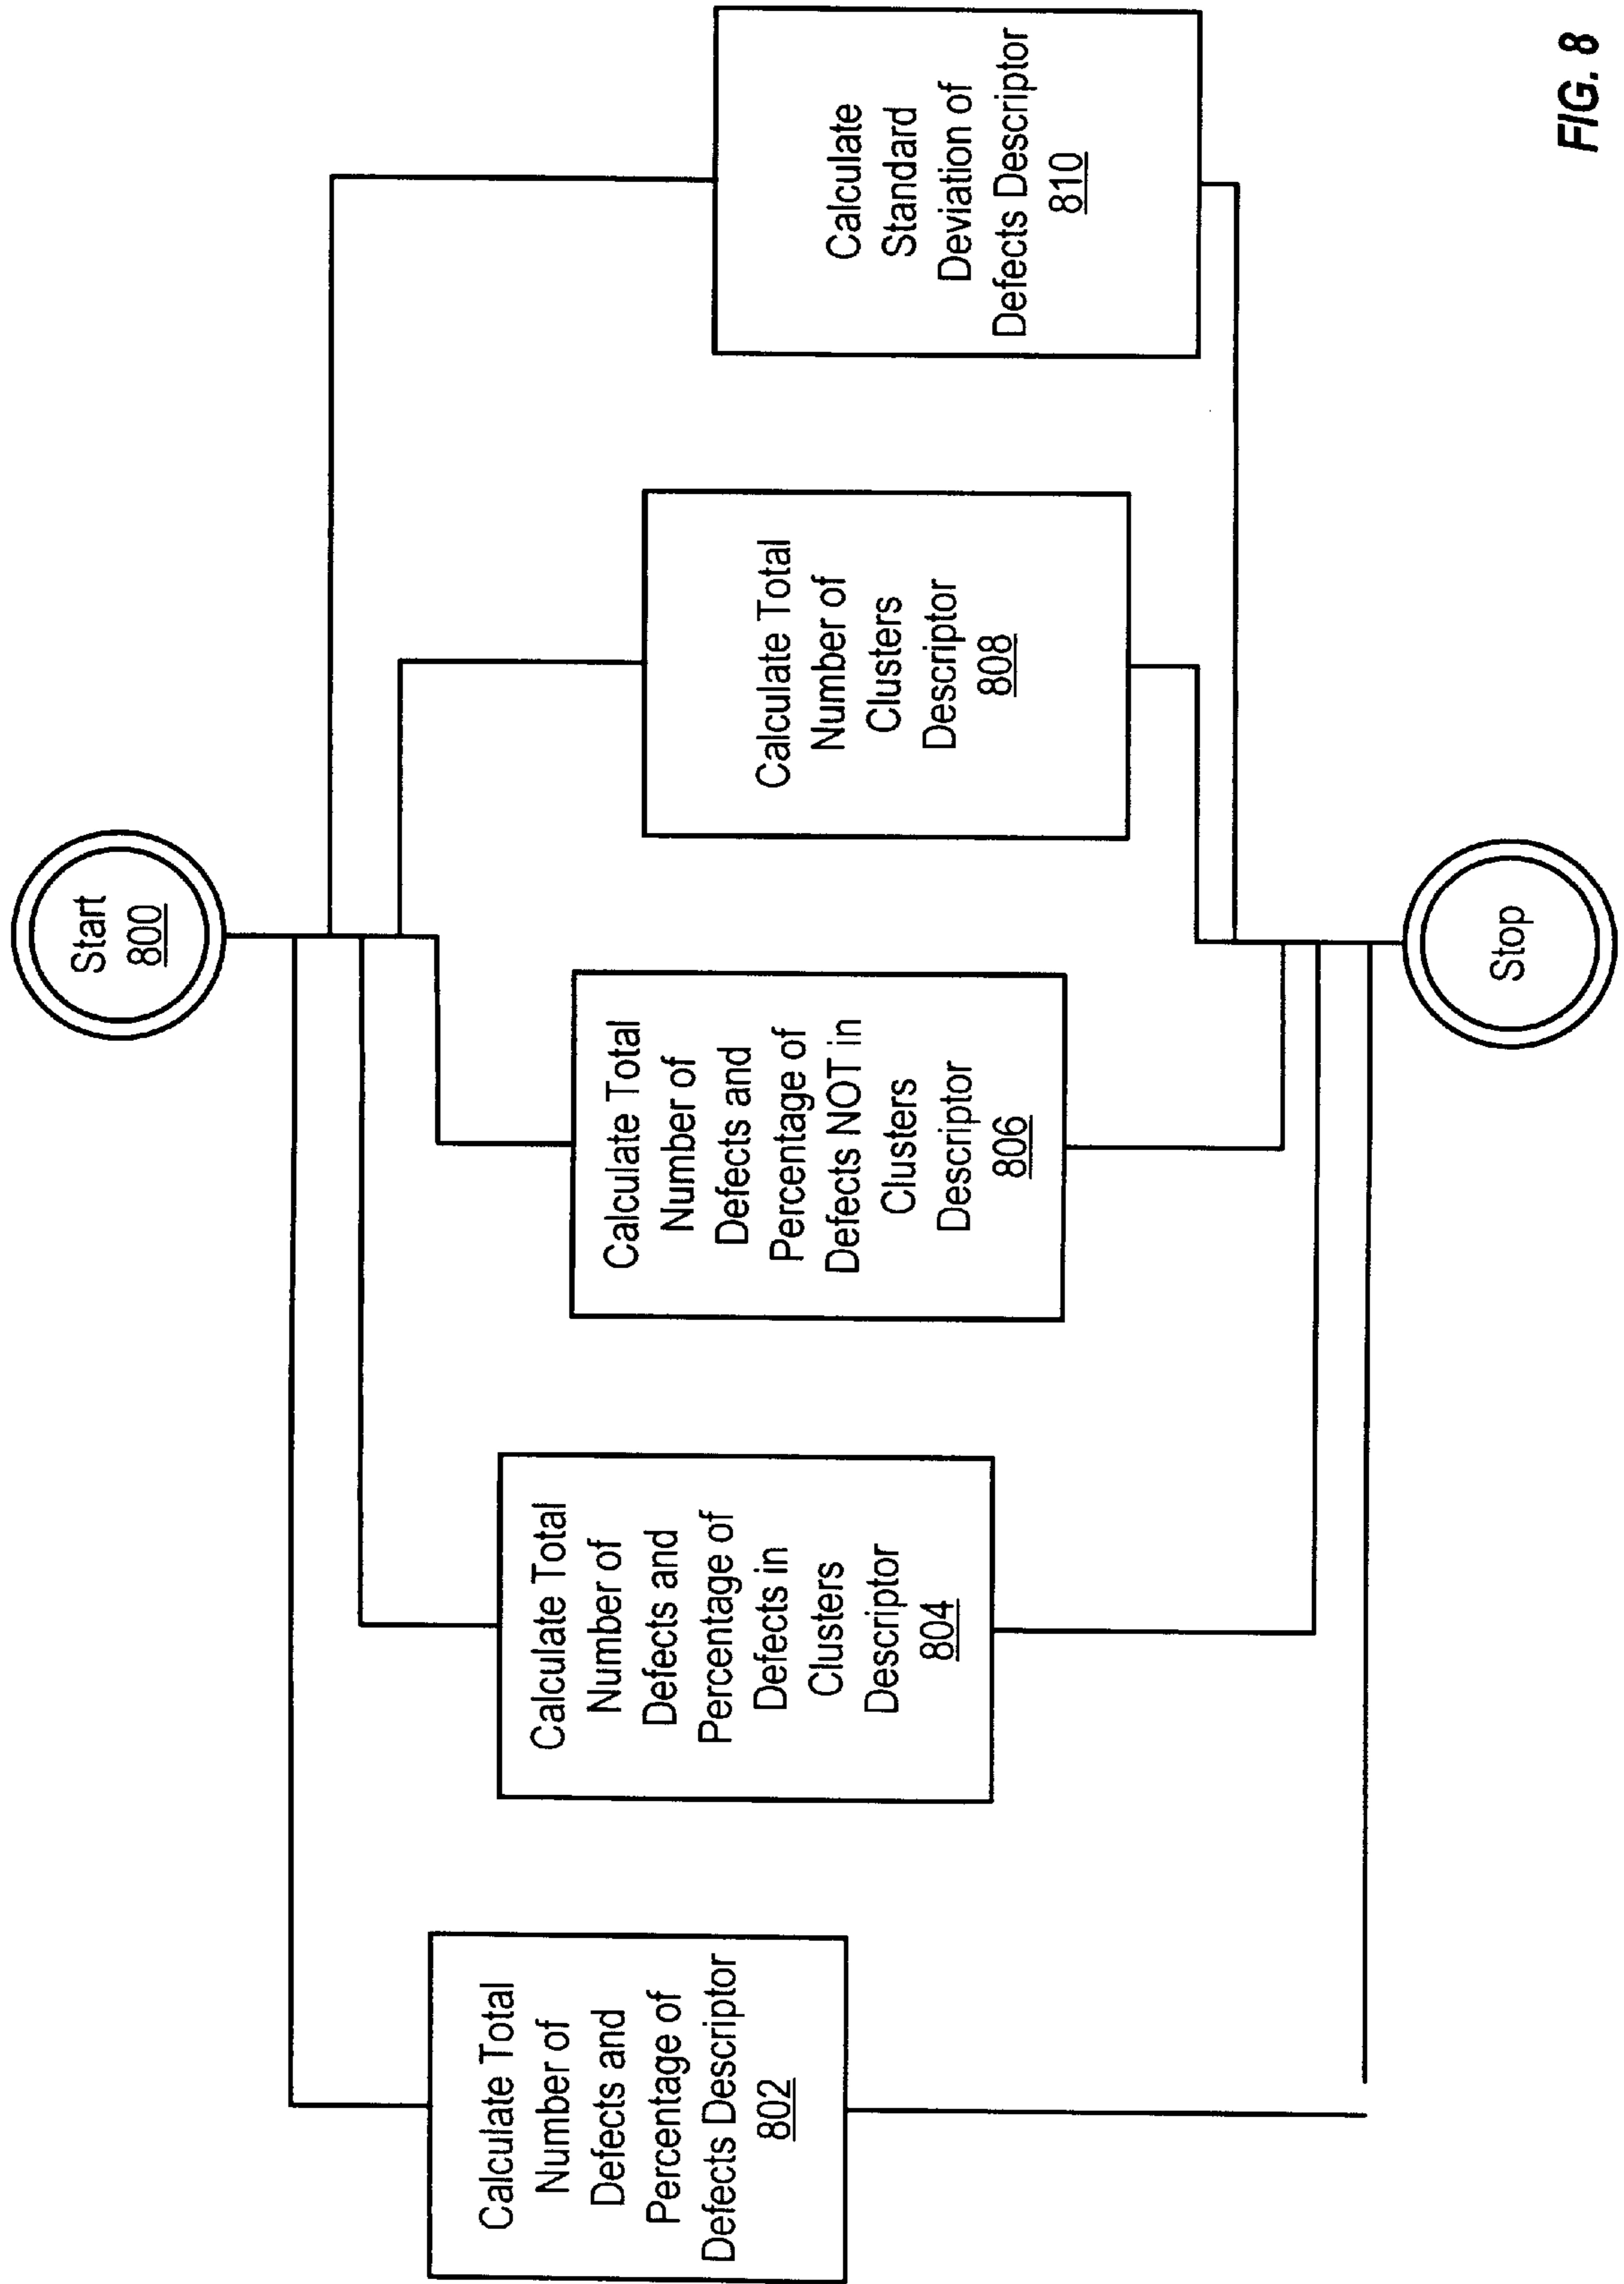 Start
800
Calculate Total
Number of
Defects and
Percentage of
Defects Descriptor
802
Calculate Total
Number of
Defects and
Percentage of
Defects in
Clusters
Descriptor
804
Calculate Total
Number of
Defects and
Percentage of
Defects NOT in
Clusters
Descriptor
806
Calculate Total
Number of
Clusters
Descriptor
808
Calculate
Standard
Deviation of
Defects Descriptor
810
Stop
FIG. 8